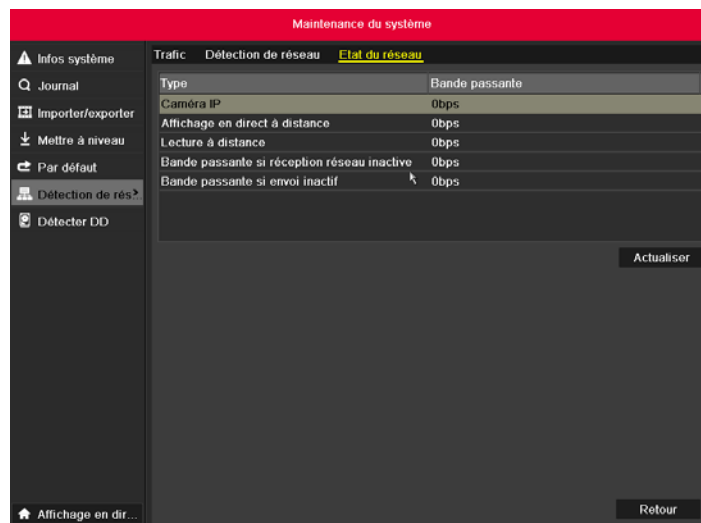 Maintenance du système
Infos système
Journal
Importer/exporter
Mettre à niveau
Par défaut
Détection de rés...
Détecter DD
Affichage en dir...
Trafic Détection de réseau Etat du réseau
Type Bande passante
Caméra IP 0bps
Affichage en direct à distance 0bps
Lecture à distance 0bps
Bande passante si réception réseau inactive 0bps
Bande passante si envoi inactif 0bps
Actualiser
Retour